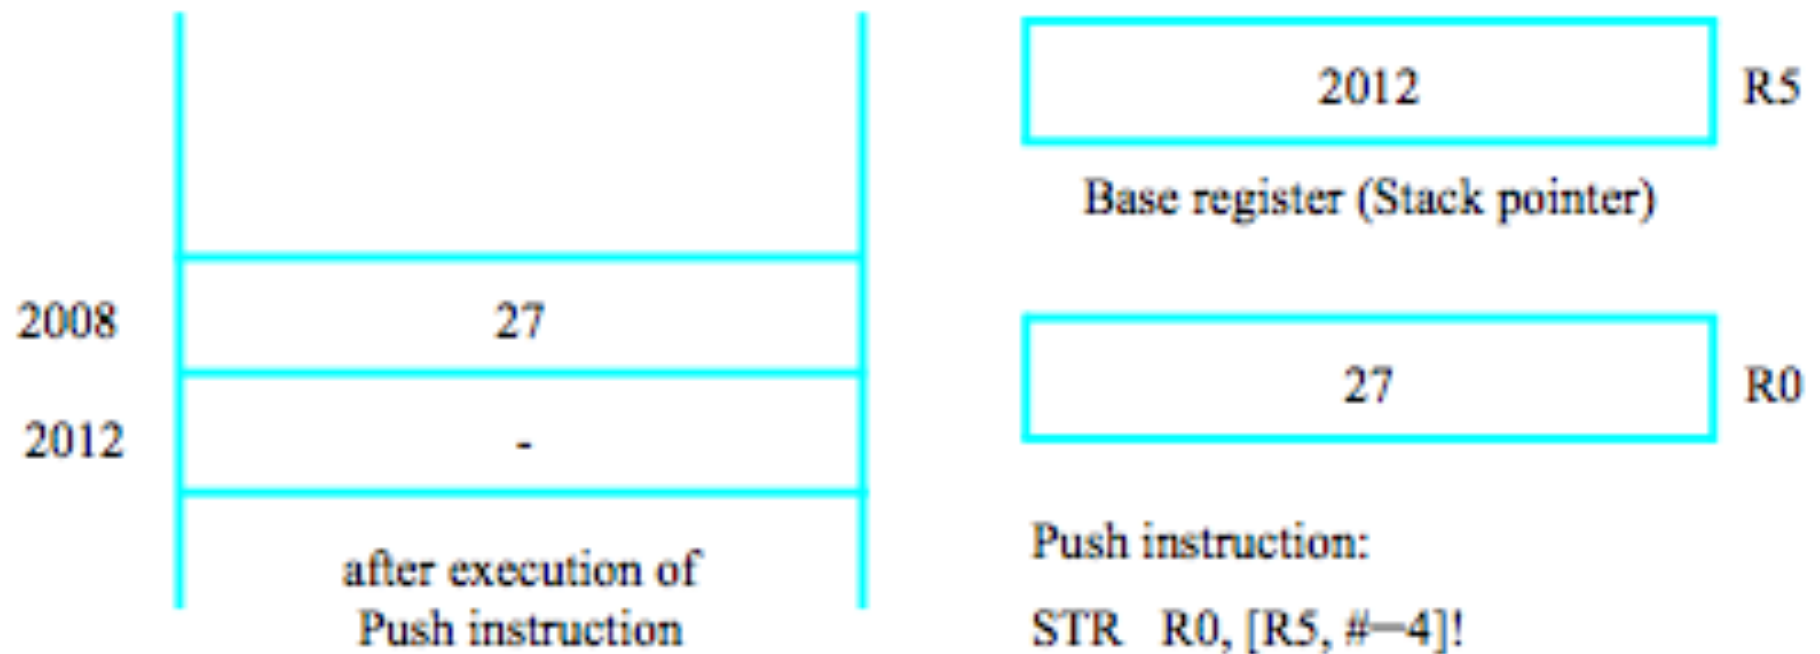 2012 R5
Base register (Stack pointer)
2008 27
27 R0
2012 -
after execution of
Push instruction
Push instruction:
STR R0, [R5, #−4]!